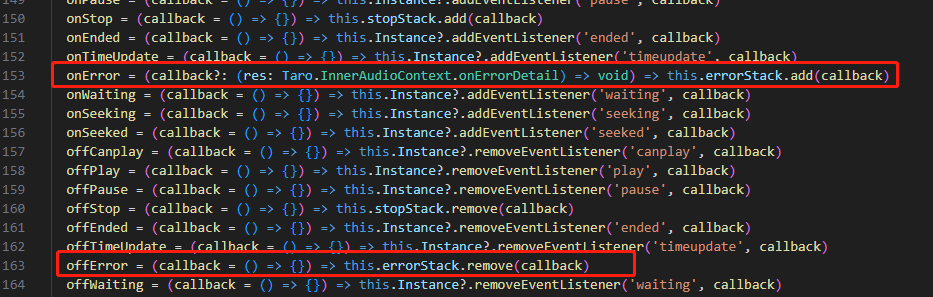 149 onPause = (callback = () => {}) => this.Instance?.addEventListener('pause', callback)
150 onStop = (callback = () => {}) => this.stopStack.add(callback)
151 onEnded = (callback = () => {}) => this.Instance?.addEventListener('ended', callback)
152 onTimeUpdate = (callback = () => {}) => this.Instance?.addEventListener('timeupdate', callback)
153 onError = (callback?: (res: Taro.InnerAudioContext.onErrorDetail) => void) => this.errorStack.add(callback)
154 onWaiting = (callback = () => {}) => this.Instance?.addEventListener('waiting', callback)
155 onSeeking = (callback = () => {}) => this.Instance?.addEventListener('seeking', callback)
156 onSeeked = (callback = () => {}) => this.Instance?.addEventListener('seeked', callback)
157 offCanplay = (callback = () => {}) => this.Instance?.removeEventListener('canplay', callback)
158 offPlay = (callback = () => {}) => this.Instance?.removeEventListener('play', callback)
159 offPause = (callback = () => {}) => this.Instance?.removeEventListener('pause', callback)
160 offStop = (callback = () => {}) => this.stopStack.remove(callback)
161 offEnded = (callback = () => {}) => this.Instance?.removeEventListener('ended', callback)
162 offTimeUpdate = (callback = () => {}) => this.Instance?.removeEventListener('timeupdate', callback)
163 offError = (callback = () => {}) => this.errorStack.remove(callback)
164 offWaiting = (callback = () => {}) => this.Instance?.removeEventListener('waiting', callback)